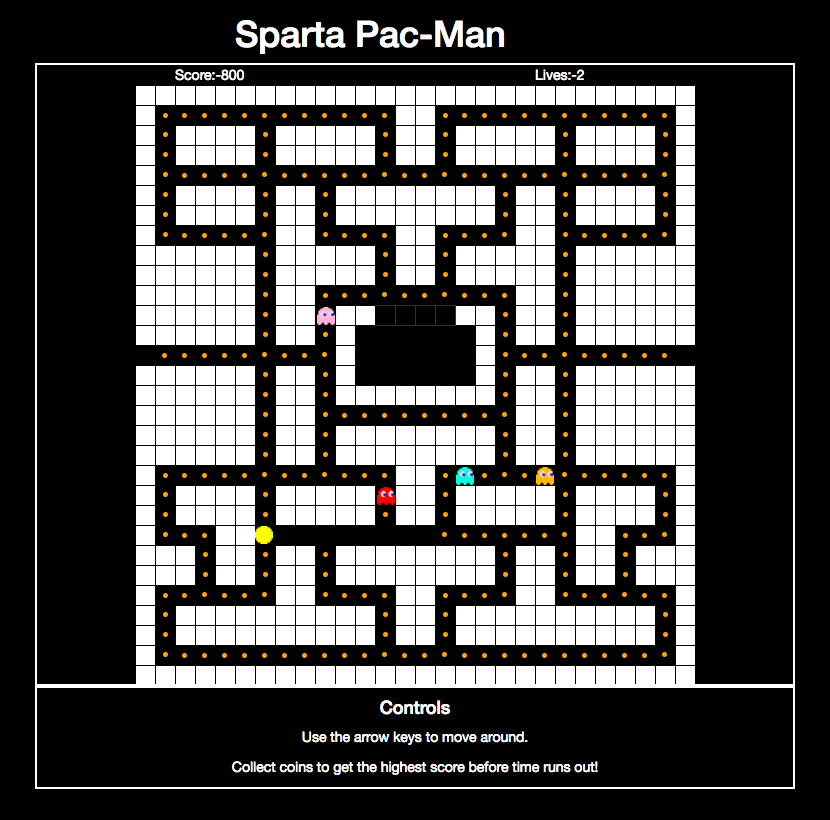 Sparta Pac-Man
Score:-800 Lives:-2
Controls
Use the arrow keys to move around.
Collect coins to get the highest score before time runs out!